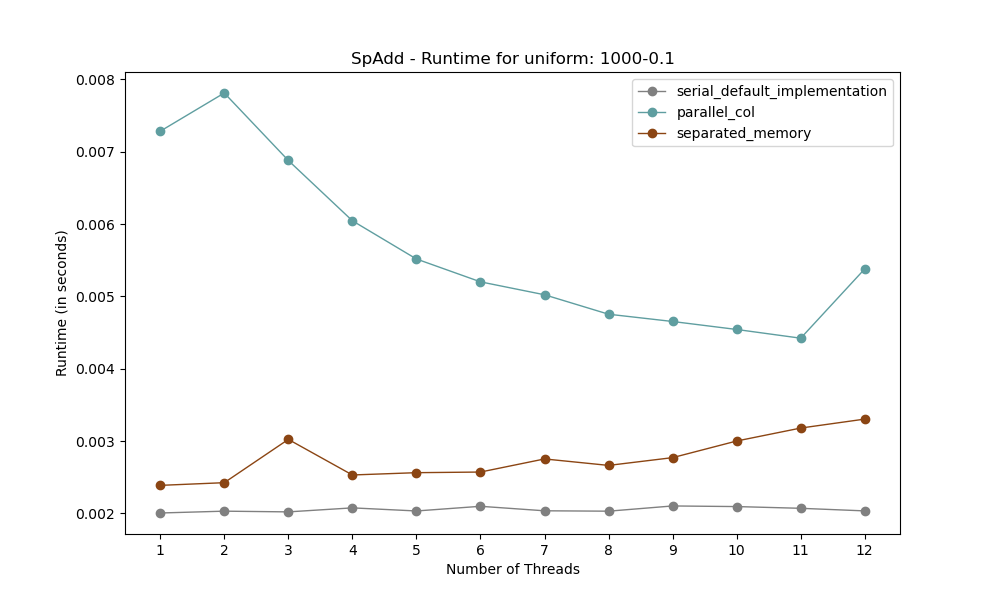 SpAdd - Runtime for uniform: 1000-0.1
serial_default_implementation
parallel_col
separated_memory
Runtime (in seconds)
0.008
0.007
0.006
0.005
0.004
0.003
0.002
1 2 3 4 5 6 7 8 9 10 11 12
Number of Threads